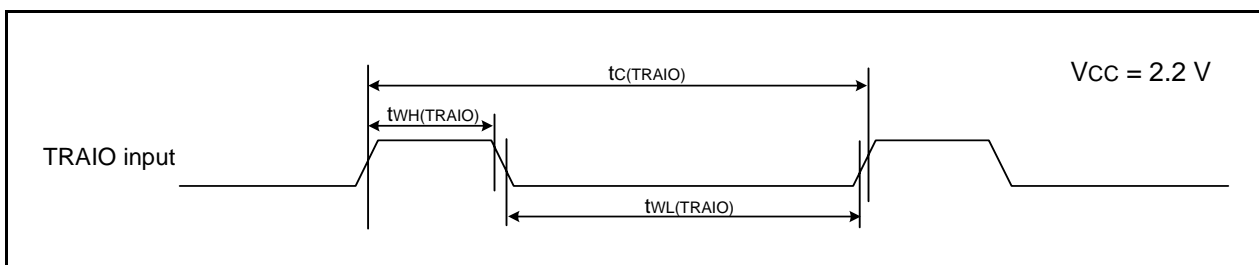 tC(TRAIO)
VCC = 2.2 V
tWH(TRAIO)
TRAIO input
tWL(TRAIO)